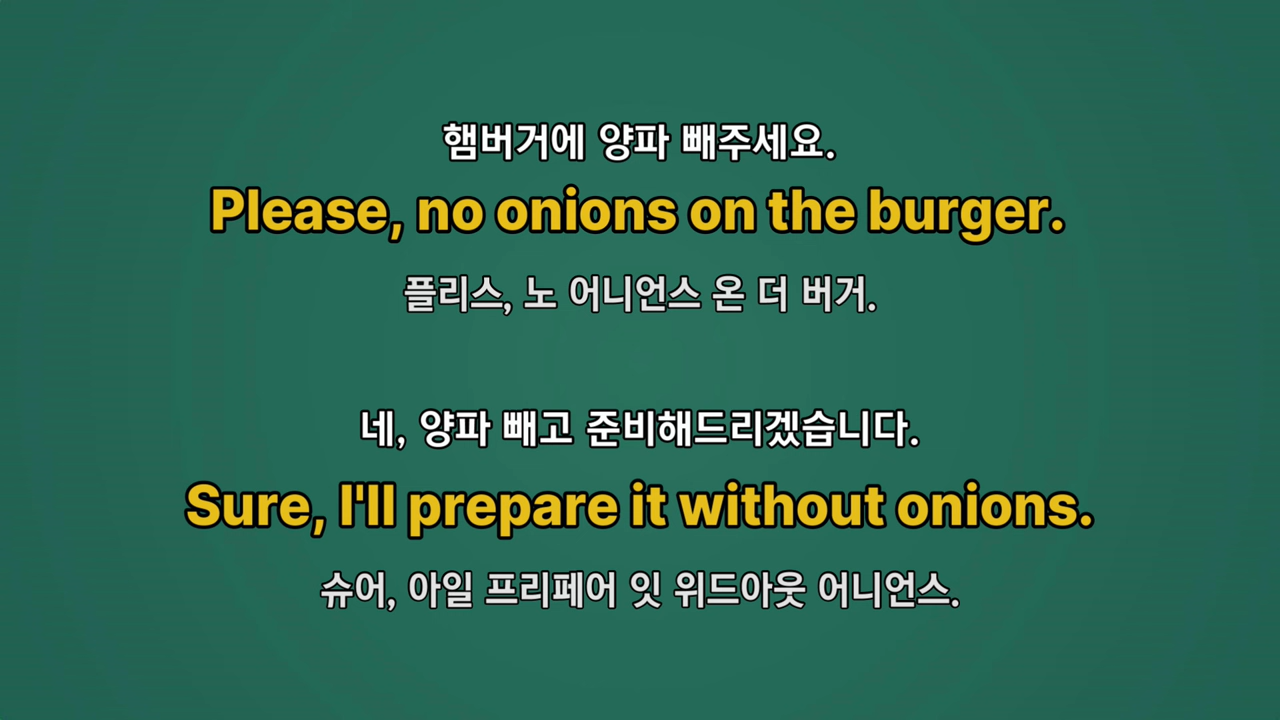 햄버거에 양파 빼주세요.
Please, no onions on the burger.
플리스, 노 어니언스 온 더 버거.
네, 양파 빼고 준비해드리겠습니다.
Sure, I'll prepare it without onions.
슈어, 아일 프리페어 잇 위드아웃 어니언스.